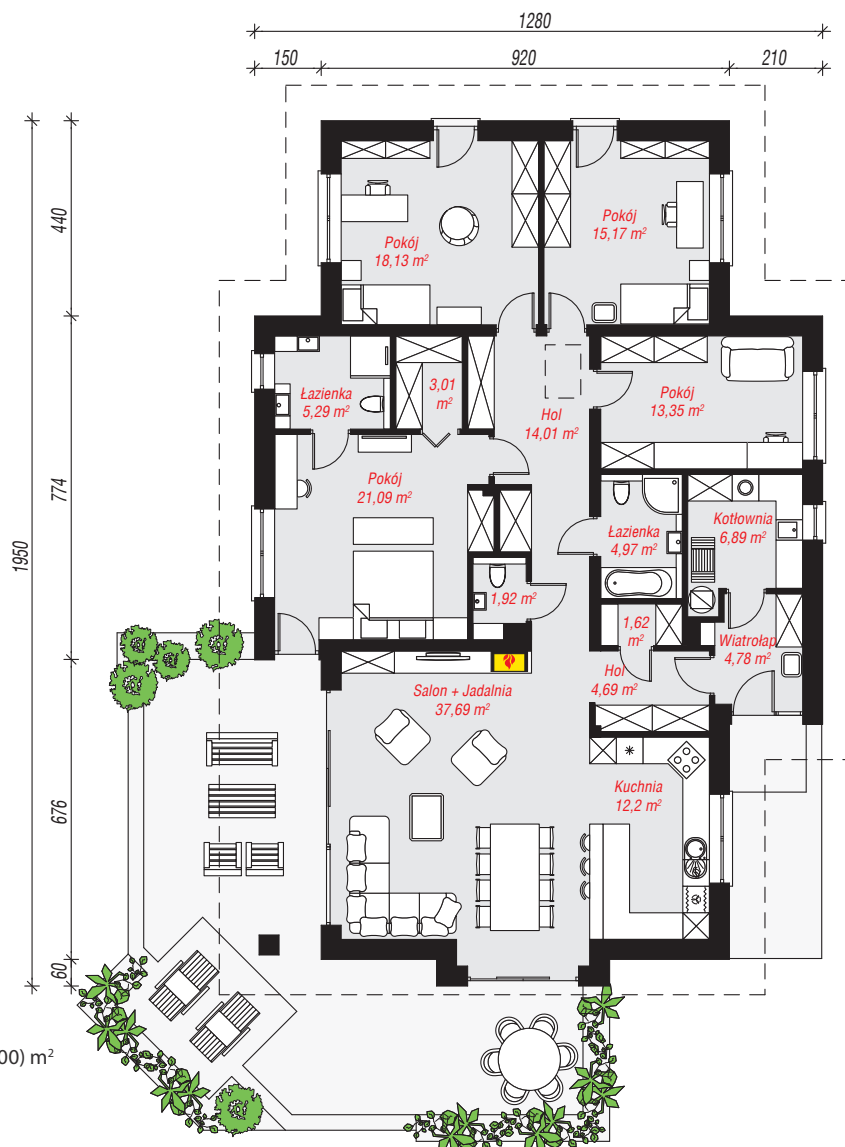 1280
150
920
210
1950
440
774
676
60
Pokój
18,13 m²
Pokój
15,17 m²
Łazienka
5,29 m²
3,01
m²
Hol
14,01 m²
Pokój
13,35 m²
Pokój
21,09 m²
Łazienka
4,97 m²
Kotłownia
6,89 m²
1,92 m²
1,62
m²
Wiatrołap
4,78 m²
Hol
4,69 m²
Salon + Jadalnia
37,69 m²
Kuchnia
12,2 m²
00) m²